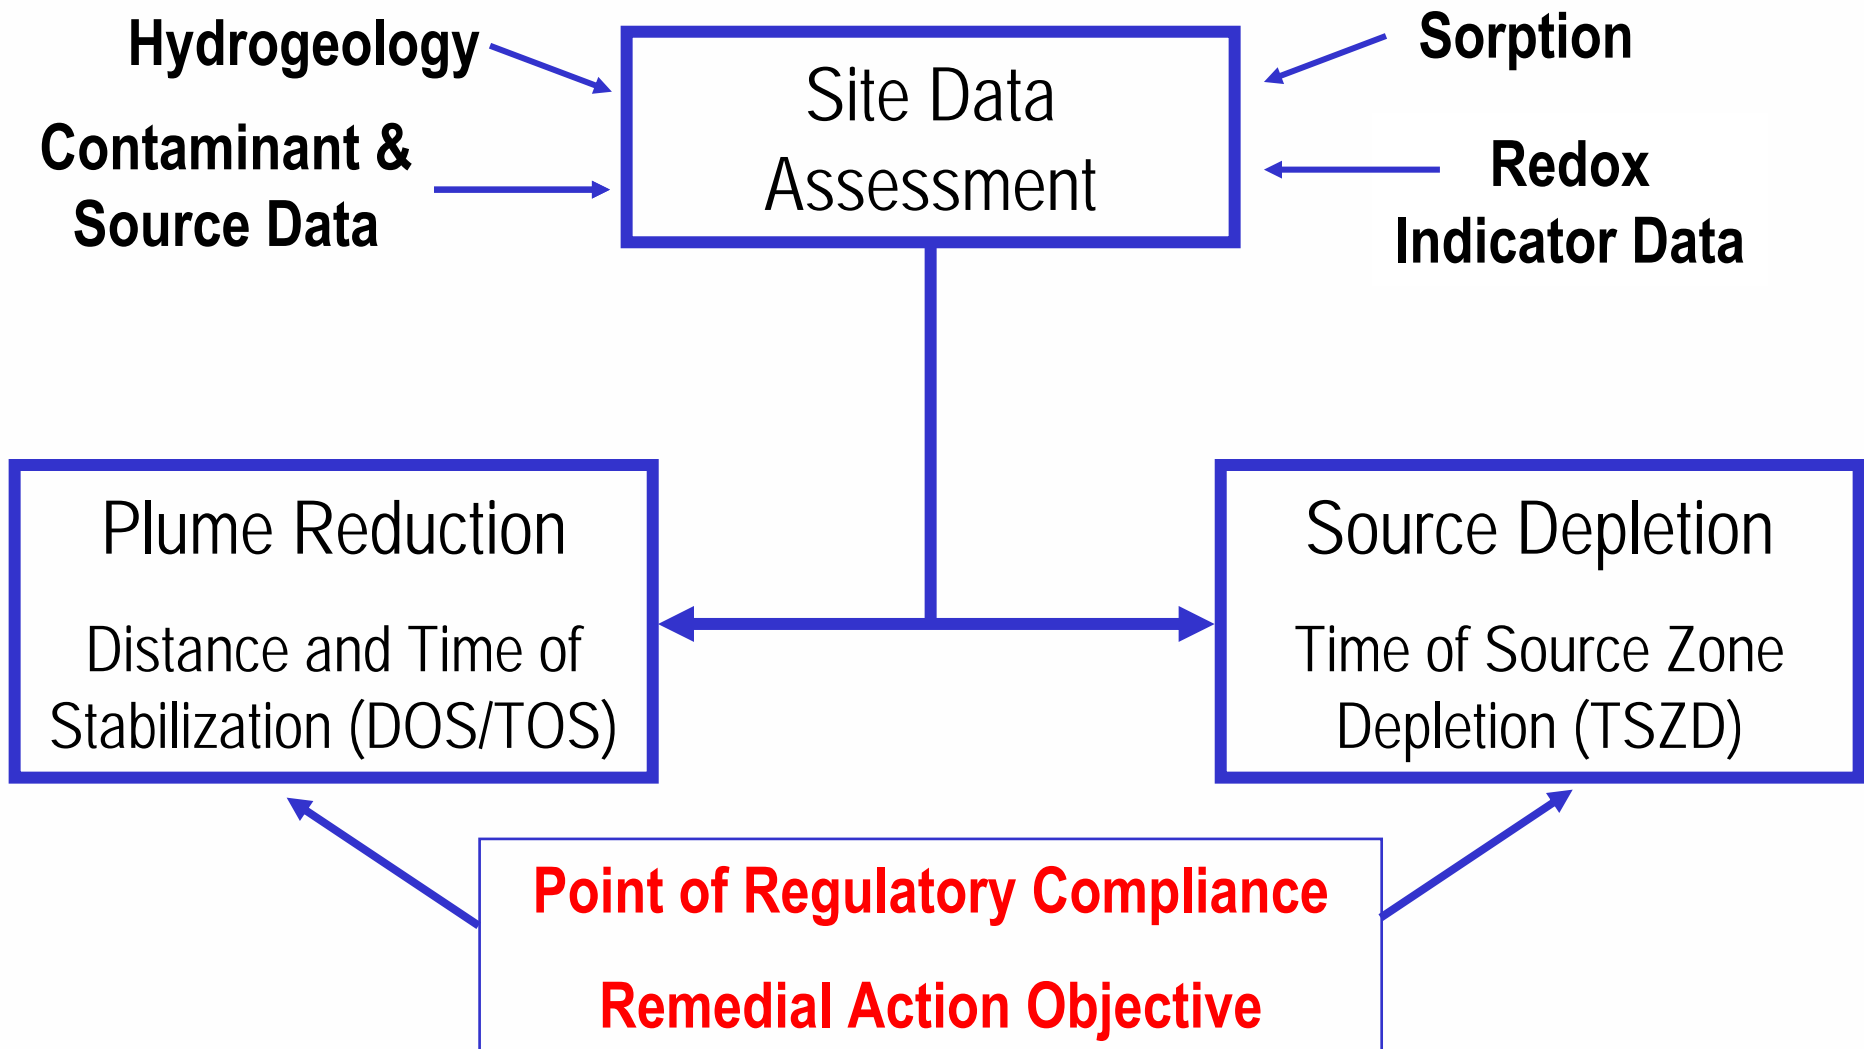 Hydrogeology
Contaminant &
Source Data
Site Data
Assessment
Sorption
Redox
Indicator Data
Plume Reduction
Distance and Time of
Stabilization (DOS/TOS)
Source Depletion
Time of Source Zone
Depletion (TSZD)
Point of Regulatory Compliance
Remedial Action Objective